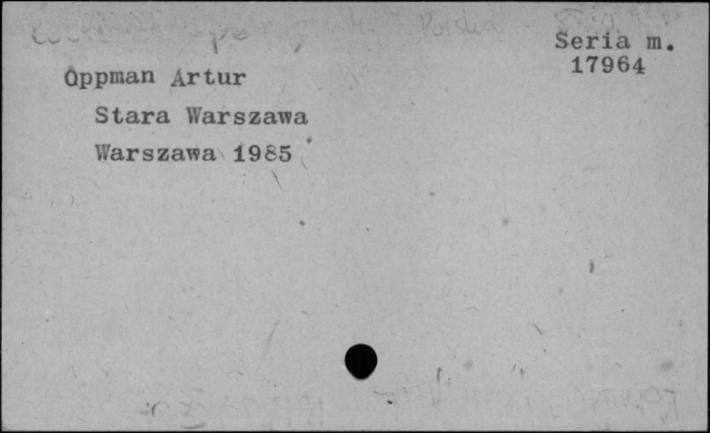 Seria m.
17964
Oppman Artur
Stara Warszawa
Warszawa 1985